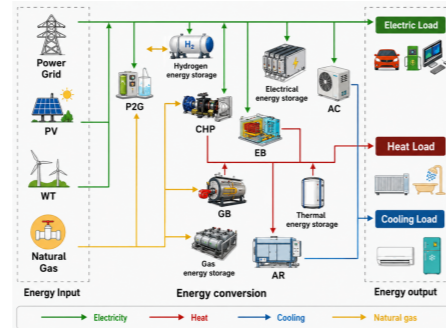 Power
Grid
PV
WT
Natural
Gas
Energy Input
P2G
H₂
Hydrogen
energy storage
CHP
EB
Electrical
energy storage
AC
GB
Gas
energy storage
AR
Thermal
energy storage
Energy conversion
Electric Load
Heat Load
Cooling Load
Energy output
Electricity
Heat
Cooling
Natural gas